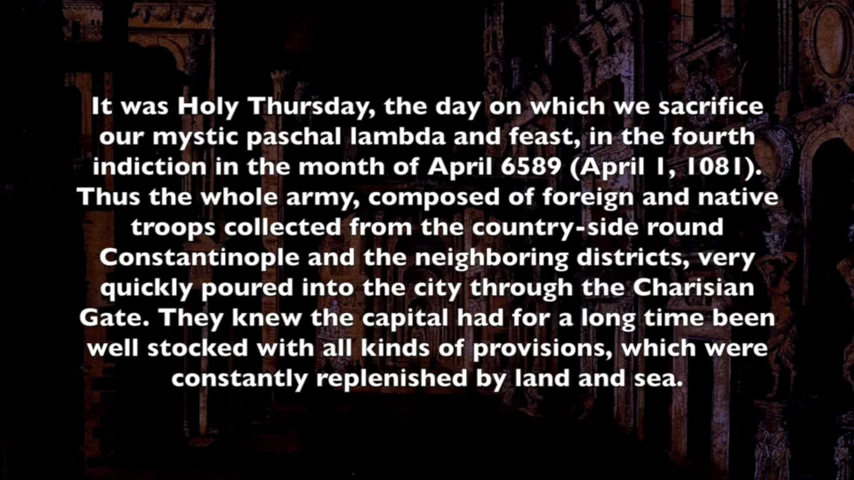 It was Holy Thursday, the day on which we sacrifice
our mystic paschal lambda and feast, in the fourth
indiction in the month of April 6589 (April 1, 1081).
Thus the whole army, composed of foreign and native
troops collected from the country-side round
Constantinople and the neighboring districts, very
quickly poured into the city through the Charisian
Gate. They knew the capital had for a long time been
well stocked with all kinds of provisions, which were
constantly replenished by land and sea.